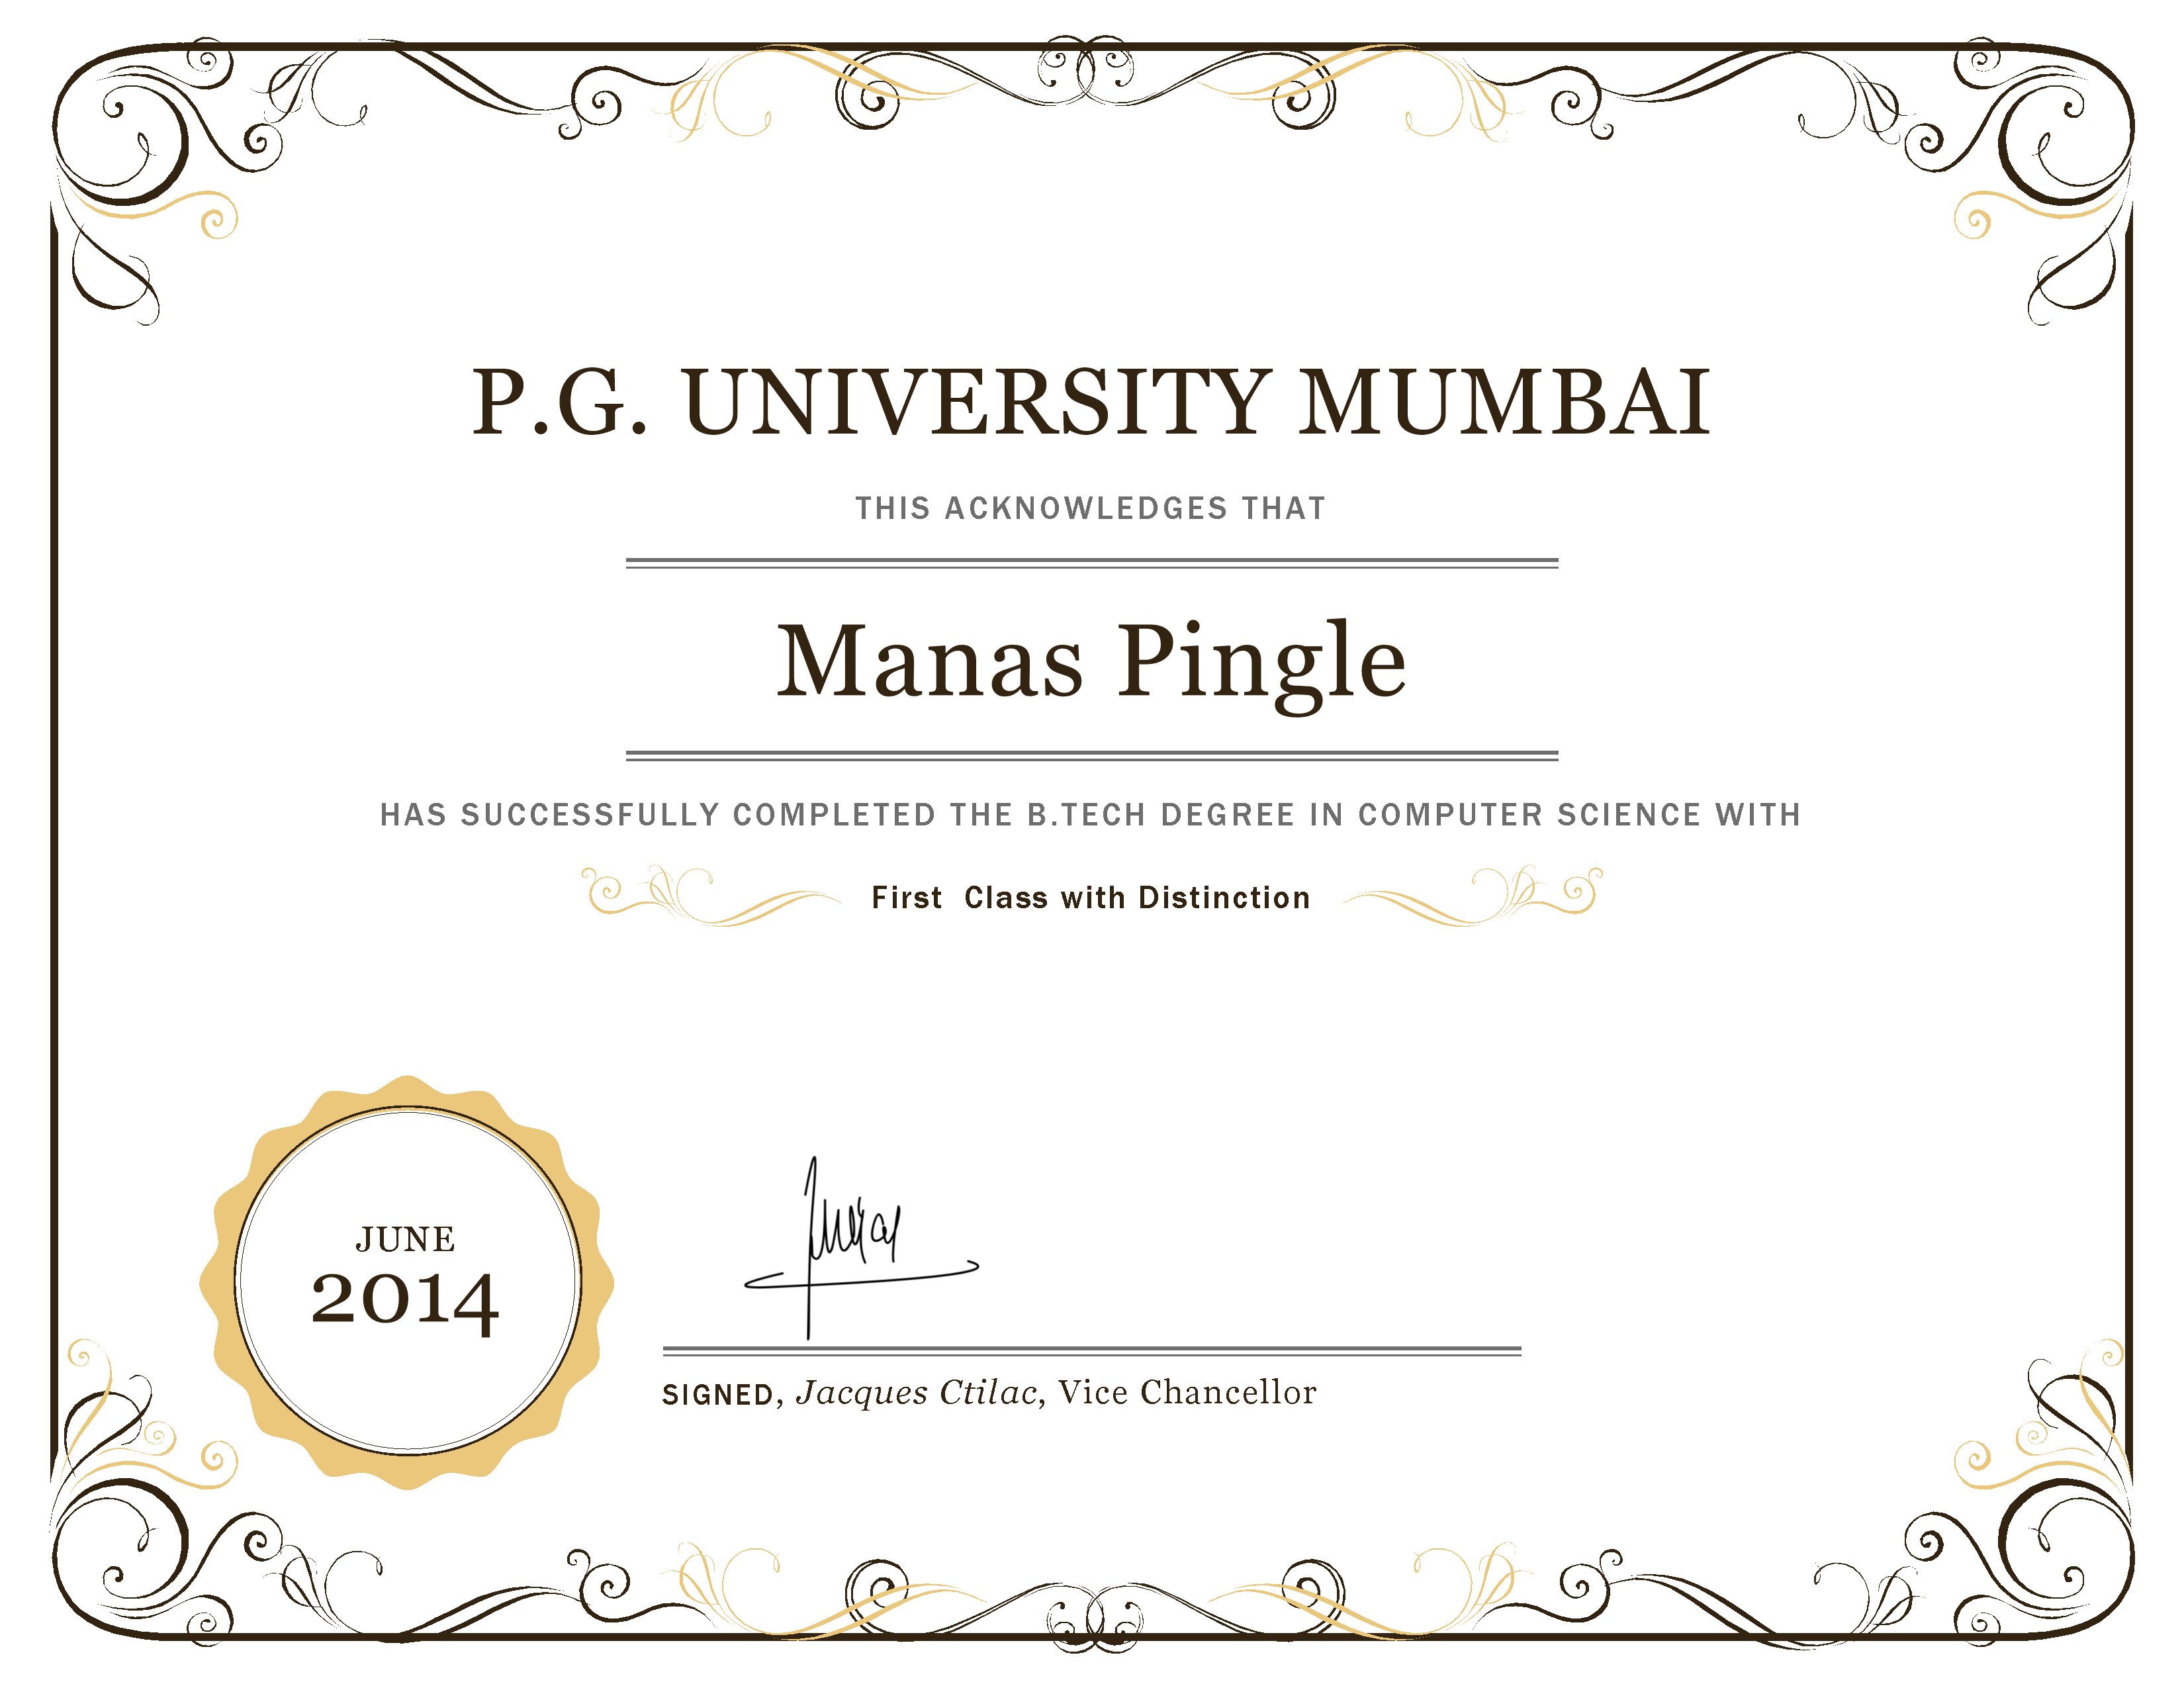 P.G. UNIVERSITY MUMBAI
THIS ACKNOWLEDGES THAT
Manas Pingle
HAS SUCCESSFULLY COMPLETED THE B.TECH DEGREE IN COMPUTER SCIENCE WITH
First Class with Distinction
JUNE
2014
SIGNED, Jacques Ctilac, Vice Chancellor